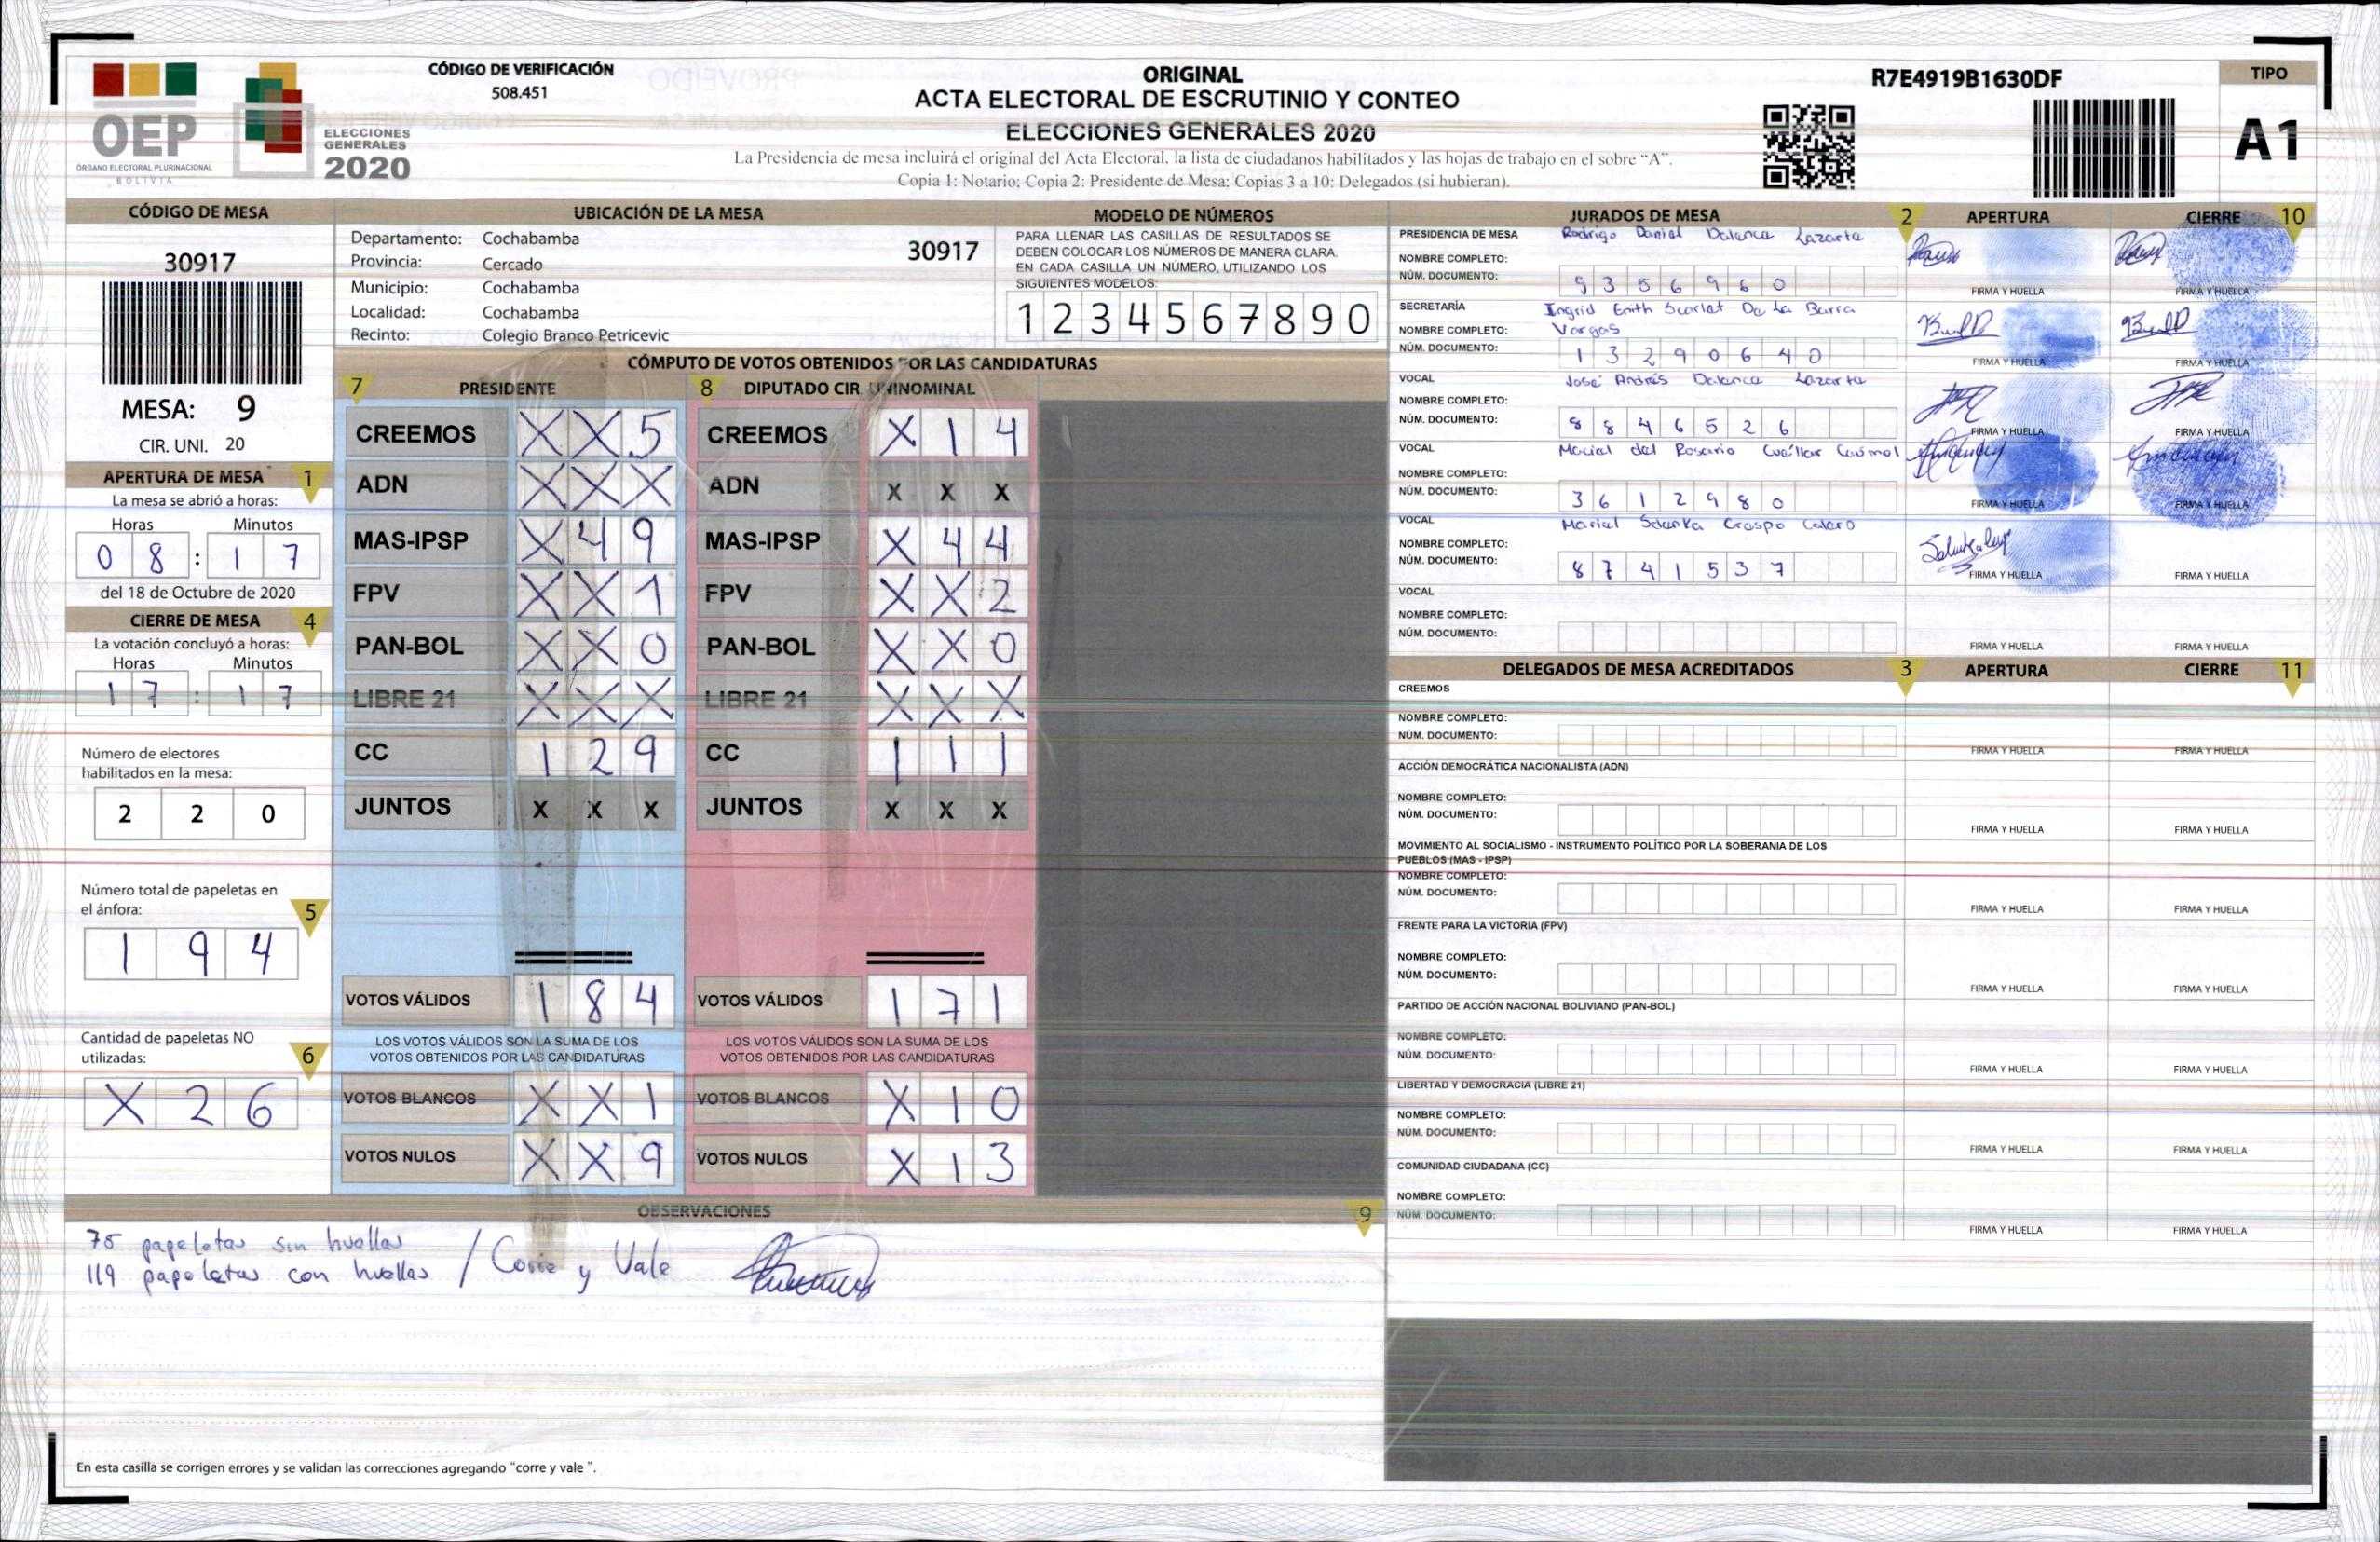 CÓDIGO DE VERIFICACIÓN
508.451
OEP
ÓRGANO ELECTORAL PLURINACIONAL
BOLIVIA
ELECCIONES
GENERALES
2020
ORIGINAL
ACTA ELECTORAL DE ESCRUTINIO Y CONTEO
ELECCIONES GENERALES 2020
La Presidencia de mesa incluirá el original del Acta Electoral, la lista de ciudadanos habilitados y las hojas de trabajo en el sobre “A”.
Copia 1: Notario; Copia 2: Presidente de Mesa; Copias 3 a 10: Delegados (si hubieran).
R7E4919B1630DF
TIPO
A1
CÓDIGO DE MESA
30917
MESA: 9
CIR. UNI. 20
APERTURA DE MESA 1
La mesa se abrió a horas:
Horas Minutos
0 8 : 1 7
del 18 de Octubre de 2020
CIERRE DE MESA 4
La votación concluyó a horas:
Horas Minutos
1 7 : 1 7
Número de electores
habilitados en la mesa:
2 2 0
Número total de papeletas en
el ánfora: 5
1 9 4
Cantidad de papeletas NO
utilizadas: 6
X 2 6
UBICACIÓN DE LA MESA
Departamento: Cochabamba 30917
Provincia: Cercado
Municipio: Cochabamba
Localidad: Cochabamba
Recinto: Colegio Branco Petricevic
MODELO DE NÚMEROS
PARA LLENAR LAS CASILLAS DE RESULTADOS SE
DEBEN COLOCAR LOS NÚMEROS DE MANERA CLARA.
EN CADA CASILLA UN NÚMERO, UTILIZANDO LOS
SIGUIENTES MODELOS:
1 2 3 4 5 6 7 8 9 0
CÓMPUTO DE VOTOS OBTENIDOS POR LAS CANDIDATURAS
7 PRESIDENTE 8 DIPUTADO CIR. UNINOMINAL
CREEMOS X X 5 CREEMOS X 1 4
ADN X X X ADN X X X
MAS-IPSP X 4 9 MAS-IPSP X 4 4
FPV X X 1 FPV X X 2
PAN-BOL X X 0 PAN-BOL X X 0
LIBRE 21 X X X LIBRE 21 X X X
CC 1 2 9 CC 1 1 1
JUNTOS X X X JUNTOS X X X
VOTOS VÁLIDOS 1 8 4 VOTOS VÁLIDOS 1 7 1
LOS VOTOS VÁLIDOS SON LA SUMA DE LOS LOS VOTOS VÁLIDOS SON LA SUMA DE LOS
VOTOS OBTENIDOS POR LAS CANDIDATURAS VOTOS OBTENIDOS POR LAS CANDIDATURAS
VOTOS BLANCOS X X 1 VOTOS BLANCOS X 1 0
VOTOS NULOS X X 9 VOTOS NULOS X 1 3
OBSERVACIONES 9
75 papeletas sin huellas
119 papeletas con huellas / Corre y Vale
En esta casilla se corrigen errores y se validan las correcciones agregando “corre y vale ”.
JURADOS DE MESA 2 APERTURA CIERRE 10
PRESIDENCIA DE MESA Rodrigo Daniel Lazarte
NOMBRE COMPLETO:
NÚM. DOCUMENTO: 9 3 5 6 9 6 0 FIRMA Y HUELLA FIRMA Y HUELLA
SECRETARÍA Ingrid Scarlet De La Barra
NOMBRE COMPLETO: Vargas
NÚM. DOCUMENTO: 1 3 2 9 0 6 4 0 FIRMA Y HUELLA FIRMA Y HUELLA
VOCAL José Andrés Lazarte
NOMBRE COMPLETO:
NÚM. DOCUMENTO: 8 8 4 6 5 2 6 FIRMA Y HUELLA FIRMA Y HUELLA
VOCAL del Rosario Cuéllar
NOMBRE COMPLETO:
NÚM. DOCUMENTO: 3 6 1 2 9 8 0 FIRMA Y HUELLA FIRMA Y HUELLA
VOCAL Crespo
NOMBRE COMPLETO:
NÚM. DOCUMENTO: 8 7 4 1 5 3 7 FIRMA Y HUELLA FIRMA Y HUELLA
VOCAL
NOMBRE COMPLETO:
NÚM. DOCUMENTO: FIRMA Y HUELLA FIRMA Y HUELLA
DELEGADOS DE MESA ACREDITADOS 3 APERTURA CIERRE 11
CREEMOS
NOMBRE COMPLETO:
NÚM. DOCUMENTO: FIRMA Y HUELLA FIRMA Y HUELLA
ACCIÓN DEMOCRÁTICA NACIONALISTA (ADN)
NOMBRE COMPLETO:
NÚM. DOCUMENTO: FIRMA Y HUELLA FIRMA Y HUELLA
MOVIMIENTO AL SOCIALISMO - INSTRUMENTO POLÍTICO POR LA SOBERANIA DE LOS
PUEBLOS (MAS - IPSP)
NOMBRE COMPLETO:
NÚM. DOCUMENTO: FIRMA Y HUELLA FIRMA Y HUELLA
FRENTE PARA LA VICTORIA (FPV)
NOMBRE COMPLETO:
NÚM. DOCUMENTO: FIRMA Y HUELLA FIRMA Y HUELLA
PARTIDO DE ACCIÓN NACIONAL BOLIVIANO (PAN-BOL)
NOMBRE COMPLETO:
NÚM. DOCUMENTO: FIRMA Y HUELLA FIRMA Y HUELLA
LIBERTAD Y DEMOCRACIA (LIBRE 21)
NOMBRE COMPLETO:
NÚM. DOCUMENTO: FIRMA Y HUELLA FIRMA Y HUELLA
COMUNIDAD CIUDADANA (CC)
NOMBRE COMPLETO:
NÚM. DOCUMENTO: FIRMA Y HUELLA FIRMA Y HUELLA